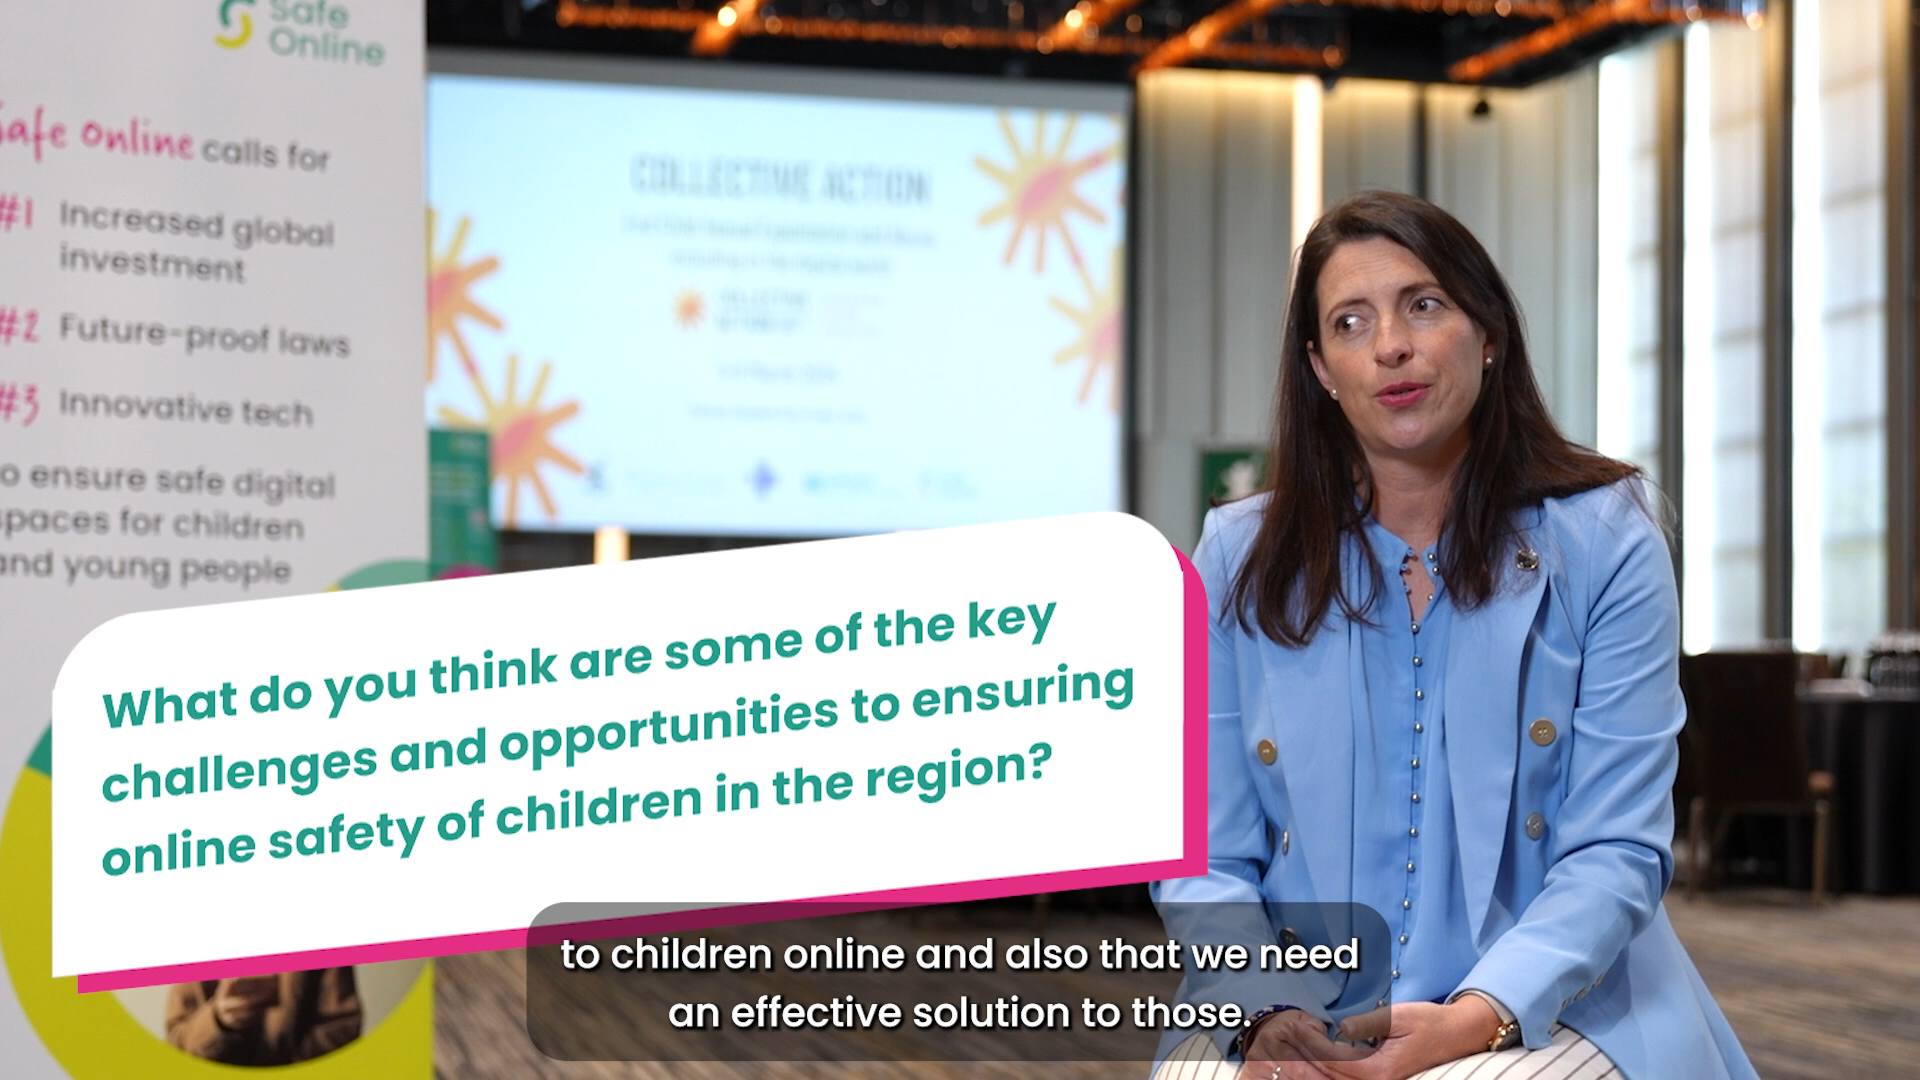 Safe
Online
safe online calls for
#1 Increased global
investment
#2 Future-proof laws
#3 Innovative tech
o ensure safe digital
spaces for children
and young people
COLLECTIVE ACTION
What do you think are some of the key
challenges and opportunities to ensuring
online safety of children in the region?
to children online and also that we need
an effective solution to those.